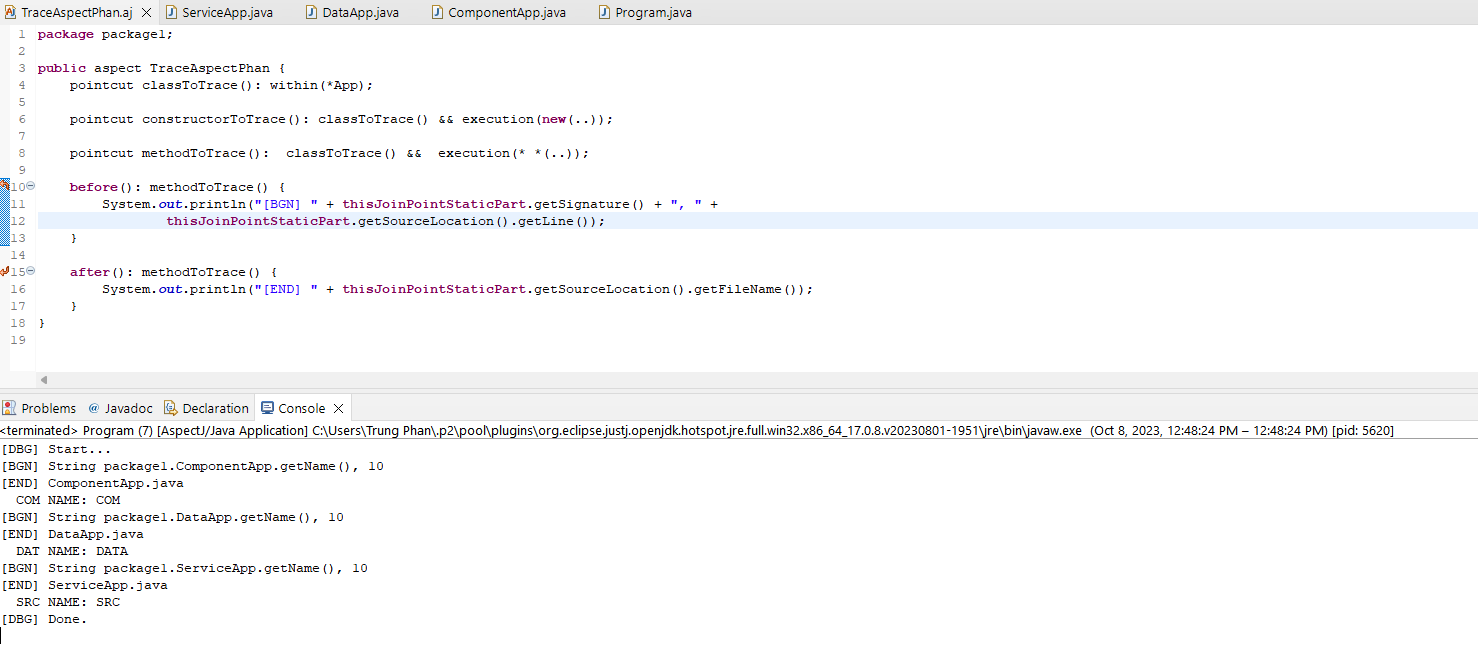 TraceAspectPhan.aj ServiceApp.java DataApp.java ComponentApp.java Program.java
1 package package1;
2
3 public aspect TraceAspectPhan {
4     pointcut classToTrace(): within(*App);
5
6     pointcut constructorToTrace(): classToTrace() && execution(new(..));
7
8     pointcut methodToTrace():  classToTrace() &&  execution(* *(..));
9
10     before(): methodToTrace() {
11         System.out.println("[BGN] " + thisJoinPointStaticPart.getSignature() + ", " +
12                 thisJoinPointStaticPart.getSourceLocation().getLine());
13     }
14
15     after(): methodToTrace() {
16         System.out.println("[END] " + thisJoinPointStaticPart.getSourceLocation().getFileName());
17     }
18 }
19
Problems @ Javadoc Declaration Console
<terminated> Program (7) [AspectJ/Java Application] C:\Users\Trung Phan\.p2\pool\plugins\org.eclipse.justj.openjdk.hotspot.jre.full.win32.x86_64_17.0.8.v20230801-1951\jre\bin\javaw.exe (Oct 8, 2023, 12:48:24 PM – 12:48:24 PM) [pid: 5620]
[DBG] Start...
[BGN] String package1.ComponentApp.getName(), 10
[END] ComponentApp.java
  COM NAME: COM
[BGN] String package1.DataApp.getName(), 10
[END] DataApp.java
  DAT NAME: DATA
[BGN] String package1.ServiceApp.getName(), 10
[END] ServiceApp.java
  SRC NAME: SRC
[DBG] Done.